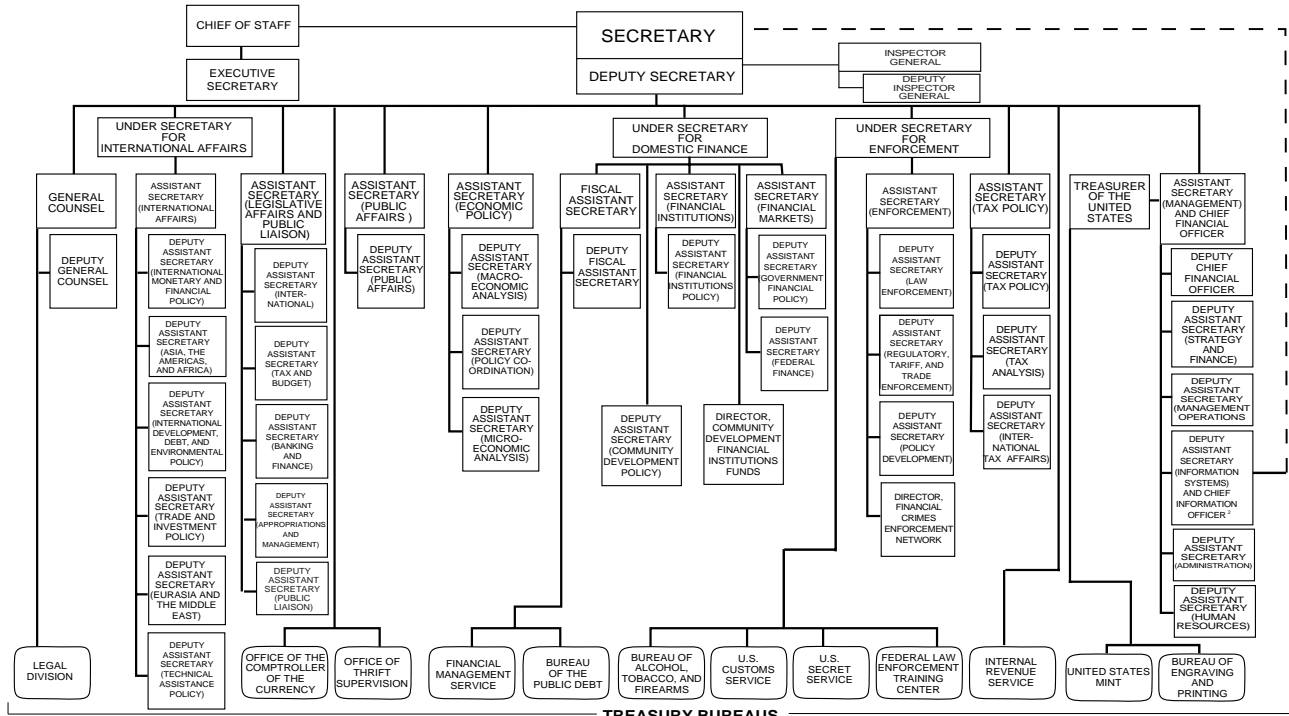 CHIEF OF STAFF
SECRETARY
EXECUTIVE
SECRETARY
DEPUTY SECRETARY
INSPECTOR
GENERAL
DEPUTY
INSPECTOR
GENERAL
UNDER SECRETARY
FOR
INTERNATIONAL AFFAIRS
UNDER SECRETARY
FOR
DOMESTIC FINANCE
UNDER SECRETARY
FOR
ENFORCEMENT
GENERAL
COUNSEL
DEPUTY
GENERAL
COUNSEL
ASSISTANT
SECRETARY
(INTERNATIONAL
AFFAIRS)
DEPUTY
ASSISTANT
SECRETARY
(INTERNATIONAL
MONETARY AND
FINANCIAL
POLICY)
DEPUTY
ASSISTANT
SECRETARY
(ASIA, THE
AMERICAS,
AND AFRICA)
DEPUTY
ASSISTANT
SECRETARY
(INTERNATIONAL
DEVELOPMENT,
DEBT, AND
ENVIRONMENTAL
POLICY)
DEPUTY
ASSISTANT
SECRETARY
(TRADE AND
INVESTMENT
POLICY)
DEPUTY
ASSISTANT
SECRETARY
(EURASIA AND
THE MIDDLE
EAST)
DEPUTY
ASSISTANT
SECRETARY
(TECHNICAL
ASSISTANCE
POLICY)
ASSISTANT
SECRETARY
(LEGISLATIVE
AFFAIRS AND
PUBLIC
LIAISON)
DEPUTY
ASSISTANT
SECRETARY
(INTER-
NATIONAL)
DEPUTY
ASSISTANT
SECRETARY
(TAX AND
BUDGET)
DEPUTY
ASSISTANT
SECRETARY
(BANKING
AND
FINANCE)
DEPUTY
ASSISTANT
SECRETARY
(APPROPRIATIONS
AND
MANAGEMENT)
DEPUTY
ASSISTANT
SECRETARY
(PUBLIC
LIAISON)
ASSISTANT
SECRETARY
(PUBLIC
AFFAIRS )
DEPUTY
ASSISTANT
SECRETARY
(PUBLIC
AFFAIRS)
ASSISTANT
SECRETARY
(ECONOMIC
POLICY)
DEPUTY
ASSISTANT
SECRETARY
(MACRO-
ECONOMIC
ANALYSIS)
DEPUTY
ASSISTANT
SECRETARY
(POLICY CO-
ORDINATION)
DEPUTY
ASSISTANT
SECRETARY
(MICRO-
ECONOMIC
ANALYSIS)
FISCAL
ASSISTANT
SECRETARY
DEPUTY
FISCAL
ASSISTANT
SECRETARY
ASSISTANT
SECRETARY
(FINANCIAL
INSTITUTIONS)
DEPUTY
ASSISTANT
SECRETARY
(FINANCIAL
INSTITUTIONS
POLICY)
ASSISTANT
SECRETARY
(FINANCIAL
MARKETS)
DEPUTY
ASSISTANT
SECRETARY
GOVERNMENT
FINANCIAL
POLICY)
DEPUTY
ASSISTANT
SECRETARY
(FEDERAL
FINANCE)
DEPUTY
ASSISTANT
SECRETARY
(COMMUNITY
DEVELOPMENT
POLICY)
DIRECTOR,
COMMUNITY
DEVELOPMENT
FINANCIAL
INSTITUTIONS
FUNDS
ASSISTANT
SECRETARY
(ENFORCEMENT)
DEPUTY
ASSISTANT
SECRETARY
(LAW
ENFORCEMENT)
DEPUTY
ASSISTANT
SECRETARY
(REGULATORY,
TARIFF, AND
TRADE
ENFORCEMENT)
DEPUTY
ASSISTANT
SECRETARY
(POLICY
DEVELOPMENT)
DIRECTOR,
FINANCIAL
CRIMES
ENFORCEMENT
NETWORK
ASSISTANT
SECRETARY
(TAX POLICY)
DEPUTY
ASSISTANT
SECRETARY
(TAX POLICY)
DEPUTY
ASSISTANT
SECRETARY
(TAX
ANALYSIS)
DEPUTY
ASSISTANT
SECRETARY
(INTER-
NATIONAL
TAX AFFAIRS)
TREASURER
OF THE
UNITED
STATES
ASSISTANT
SECRETARY
(MANAGEMENT)
AND CHIEF
FINANCIAL
OFFICER
DEPUTY
CHIEF
FINANCIAL
OFFICER
DEPUTY
ASSISTANT
SECRETARY
(STRATEGY
AND
FINANCE)
DEPUTY
ASSISTANT
SECRETARY
(MANAGEMENT
OPERATIONS
DEPUTY
ASSISTANT
SECRETARY
(INFORMATION
SYSTEMS)
AND CHIEF
INFORMATION
OFFICER 2
DEPUTY
ASSISTANT
SECRETARY
(ADMINISTRATION)
DEPUTY
ASSISTANT
SECRETARY
(HUMAN
RESOURCES)
LEGAL
DIVISION
OFFICE OF THE
COMPTROLLER
OF THE
CURRENCY
OFFICE OF
THRIFT
SUPERVISION
FINANCIAL
MANAGEMENT
SERVICE
BUREAU
OF THE
PUBLIC DEBT
BUREAU OF
ALCOHOL,
TOBACCO, AND
FIREARMS
U.S.
CUSTOMS
SERVICE
U.S.
SECRET
SERVICE
FEDERAL LAW
ENFORCEMENT
TRAINING
CENTER
INTERNAL
REVENUE
SERVICE
UNITED STATES
MINT
BUREAU OF
ENGRAVING
AND
PRINTING
TREASURY BUREAUS